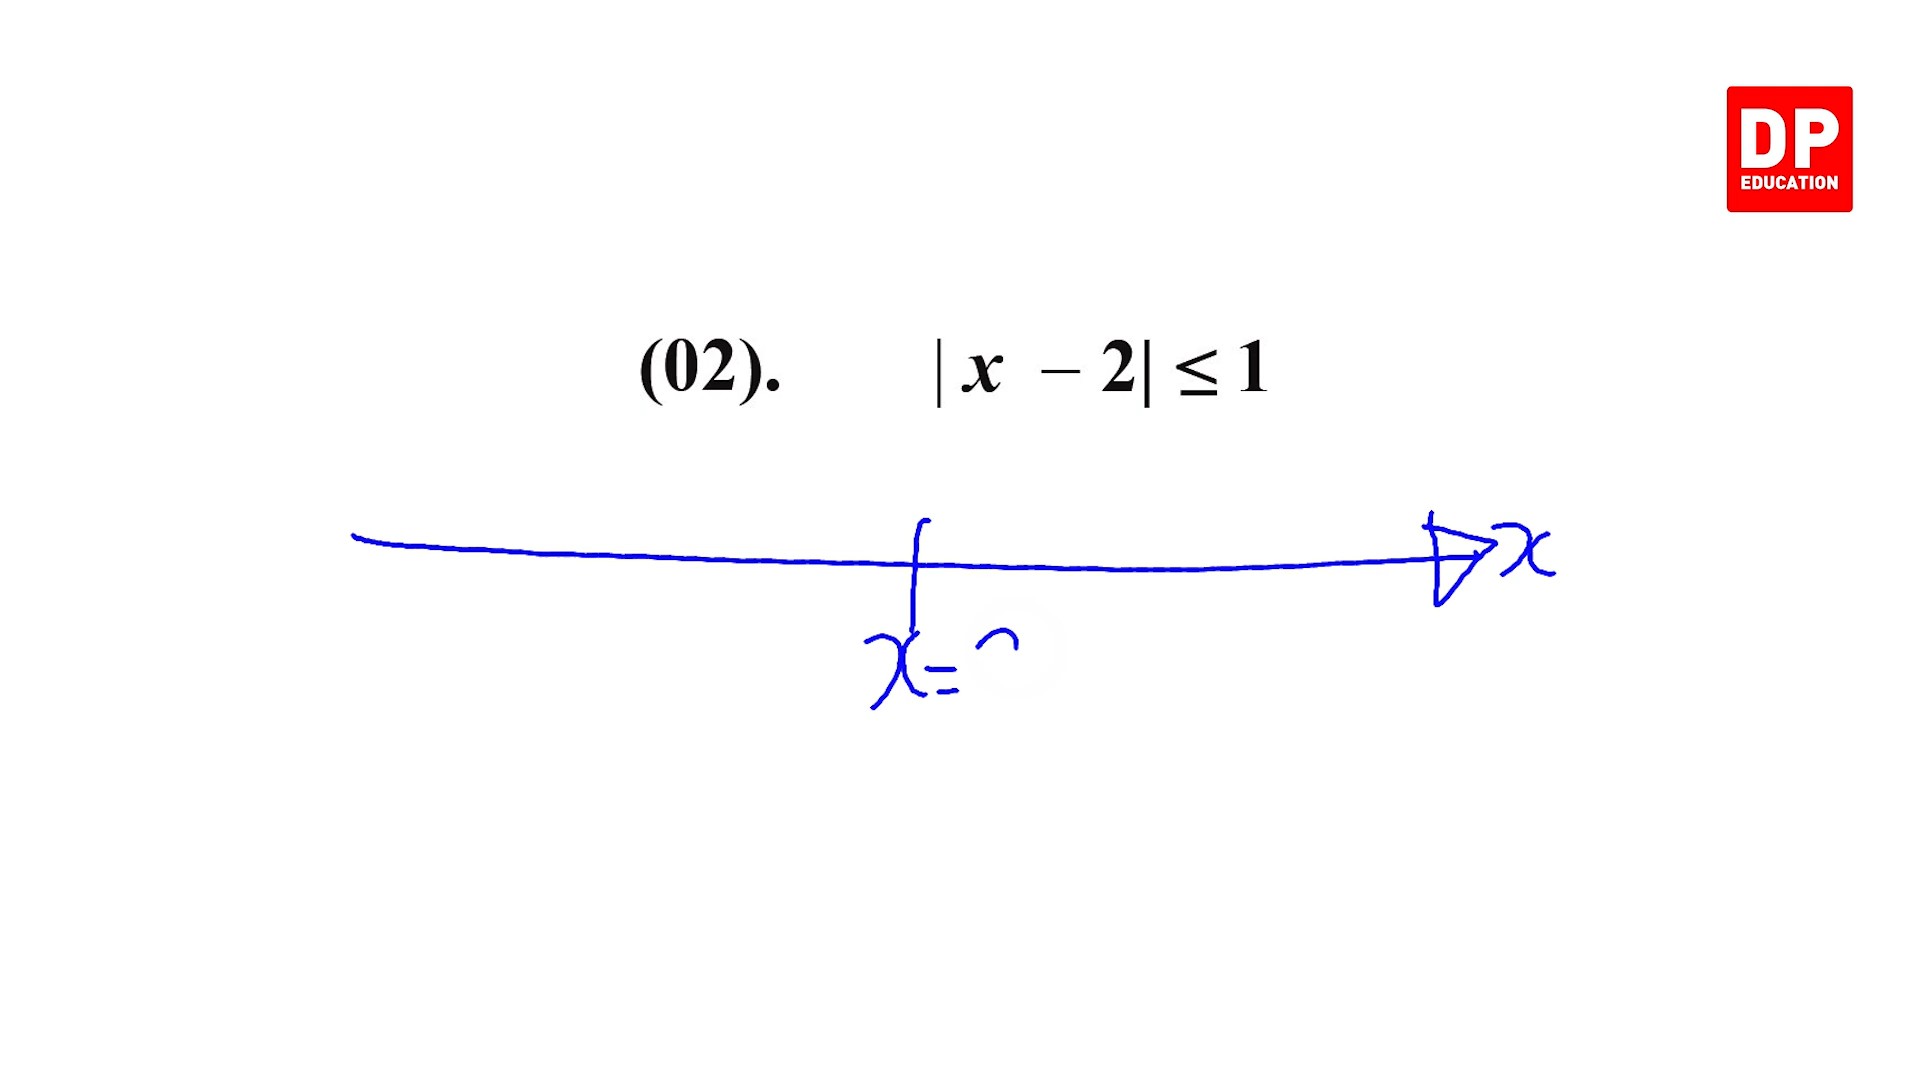 DP
EDUCATION
(02). | x – 2| ≤ 1
x
x =